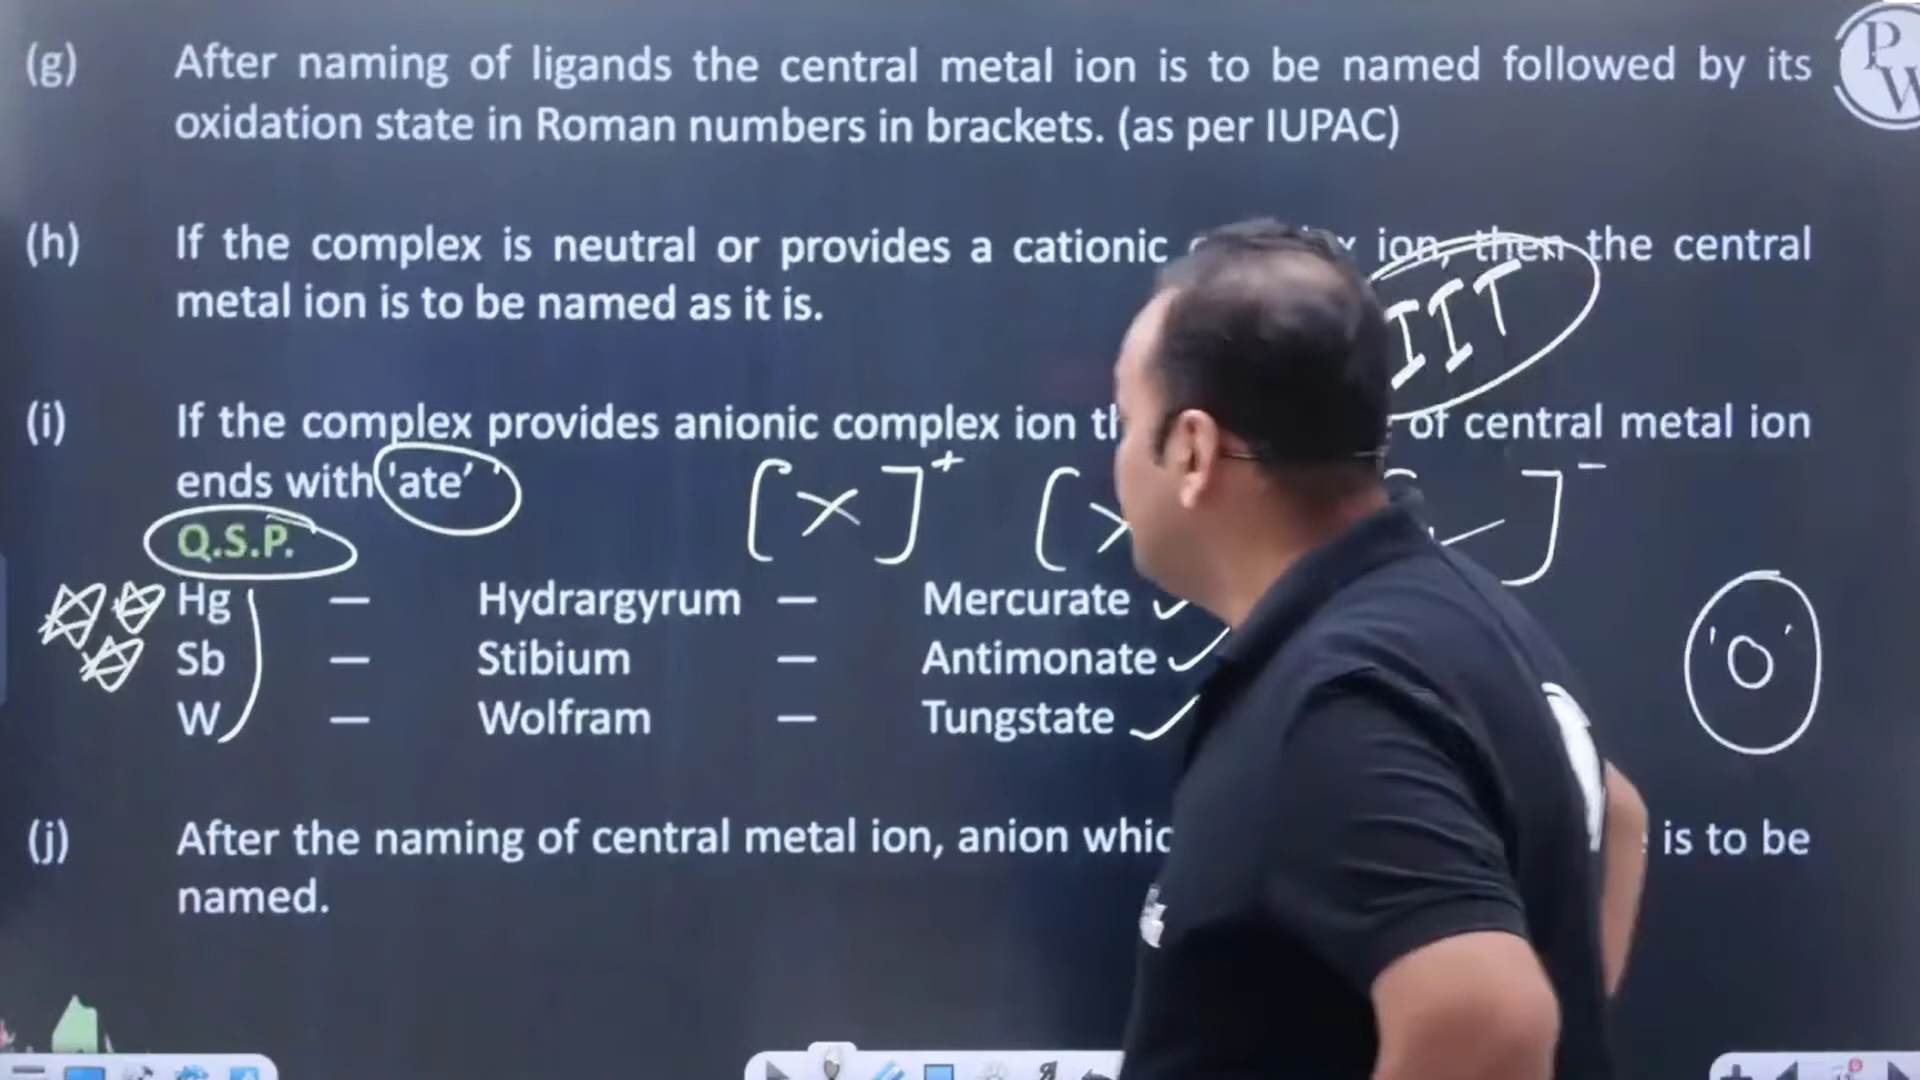 (g) After naming of ligands the central metal ion is to be named followed by its
oxidation state in Roman numbers in brackets. (as per IUPAC)
PW
(h) If the complex is neutral or provides a cationic ion, then the central
metal ion is to be named as it is.
IIT
(i) If the complex provides anionic complex ion of central metal ion
ends with 'ate'
[x]+ [x ]-
Q.S.P.
Hg — Hydrargyrum — Mercurate
Sb — Stibium — Antimonate
W — Wolfram — Tungstate
'O'
(j) After the naming of central metal ion, anion is to be
named.